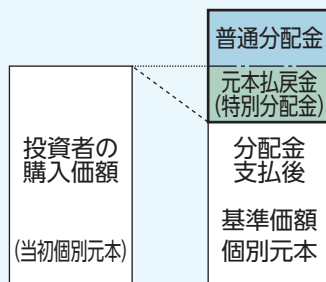 普通分配金
元本払戻金
(特別分配金)
投資者の
購入価額
(当初個別元本)
分配金
支払後
基準価額
個別元本